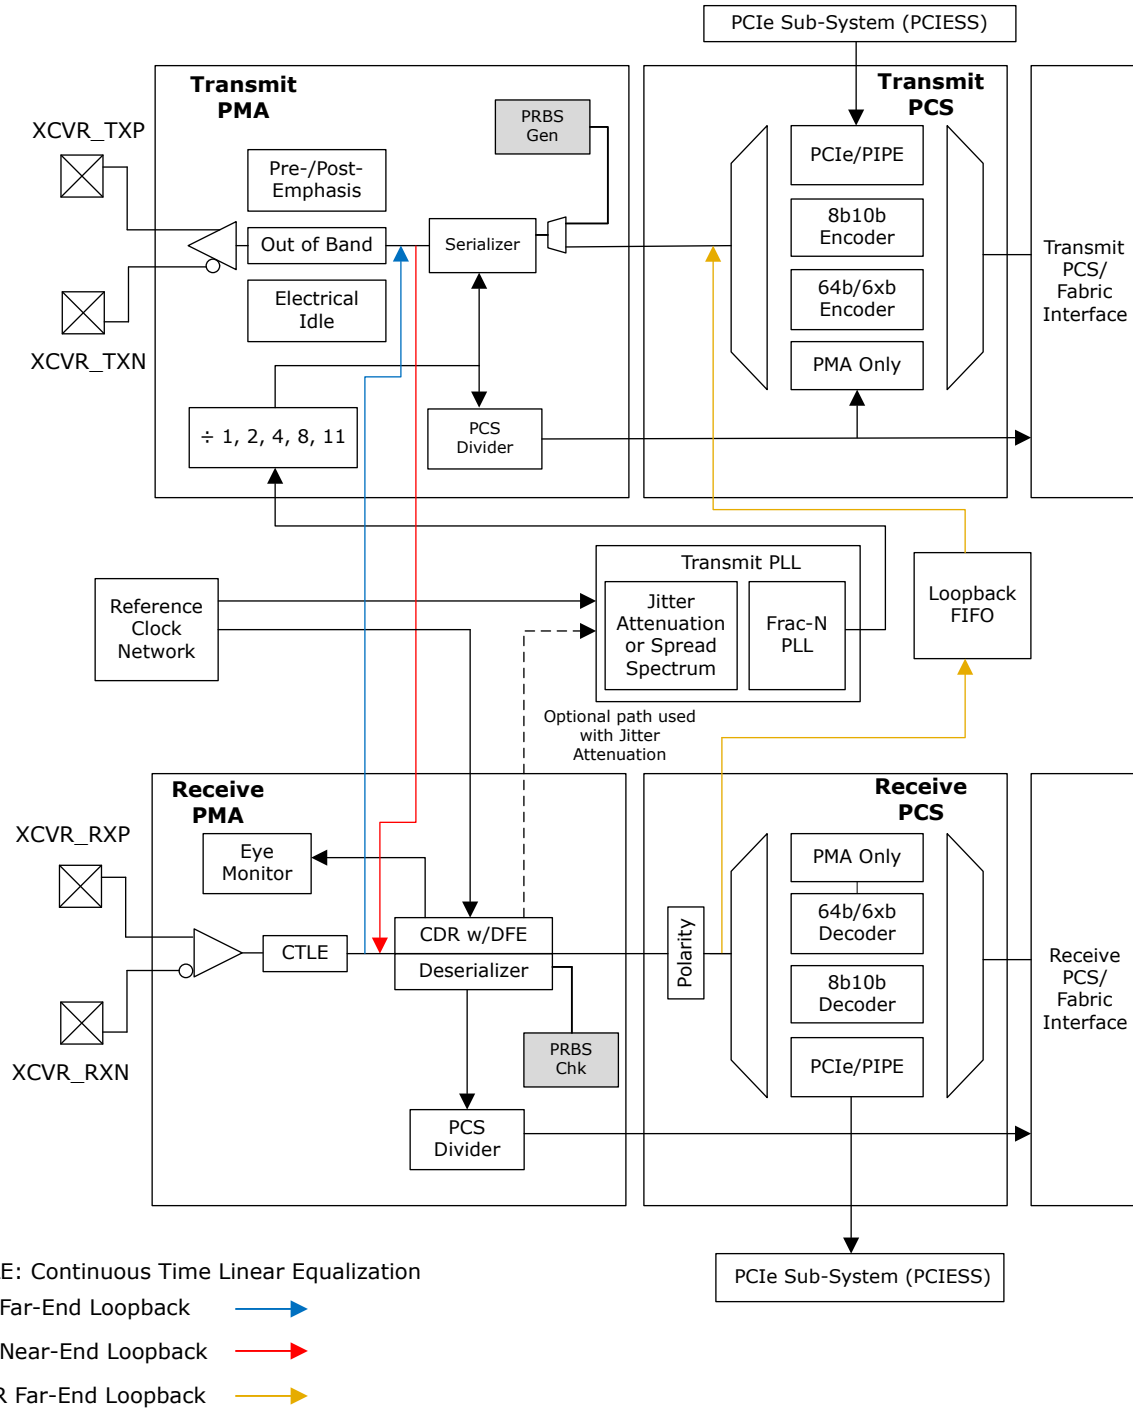 PCIe Sub-System (PCIESS)
Transmit
PMA
Transmit
PCS
XCVR_TXP
PRBS
Gen
Pre-/Post-
Emphasis
PCIe/PIPE
Out of Band
Serializer
8b10b
Encoder
Electrical
Idle
64b/6xb
Encoder
Transmit
PCS/
Fabric
Interface
XCVR_TXN
PMA Only
÷ 1, 2, 4, 8, 11
PCS
Divider
Transmit PLL
Reference
Clock
Network
Jitter
Attenuation
or Spread
Spectrum
Frac-N
PLL
Loopback
FIFO
Optional path used
with Jitter
Attenuation
Receive
PMA
Receive
PCS
XCVR_RXP
Eye
Monitor
PMA Only
CDR w/DFE
64b/6xb
Decoder
CTLE
Deserializer
Polarity
8b10b
Decoder
Receive
PCS/
Fabric
Interface
XCVR_RXN
PRBS
Chk
PCIe/PIPE
PCS
Divider
PCIe Sub-System (PCIESS)
E: Continuous Time Linear Equalization
Far-End Loopback
Near-End Loopback
R Far-End Loopback